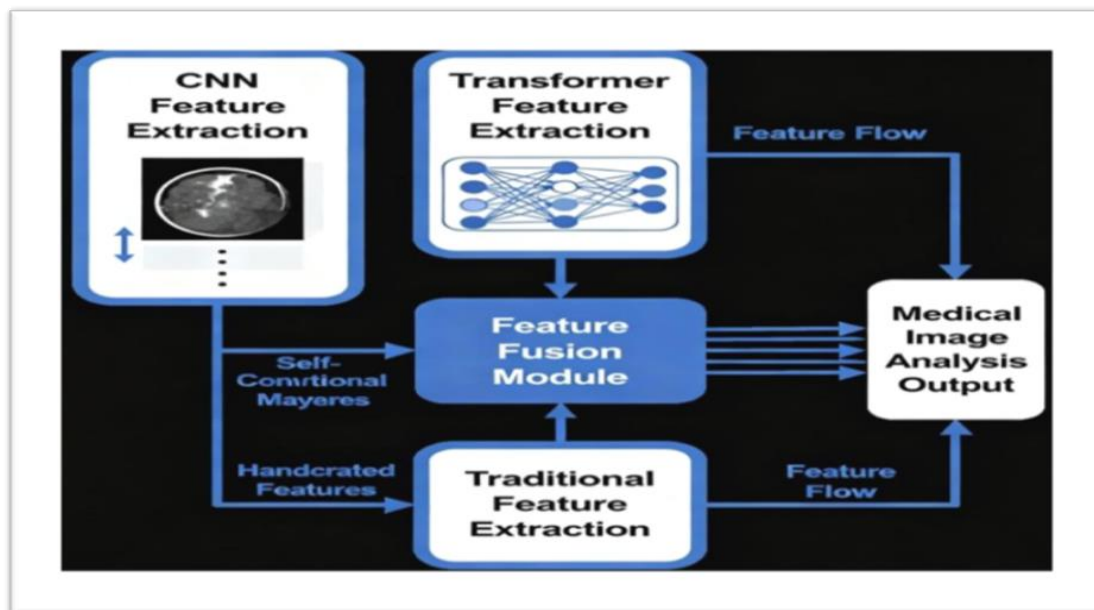 CNN
Feature
Extraction
Transformer
Feature
Extraction
Feature Flow
Feature
Fusion
Module
Medical
Image
Analysis
Output
Self-
Mayeres
Handcrated
Features
Traditional
Feature
Extraction
Feature
Flow